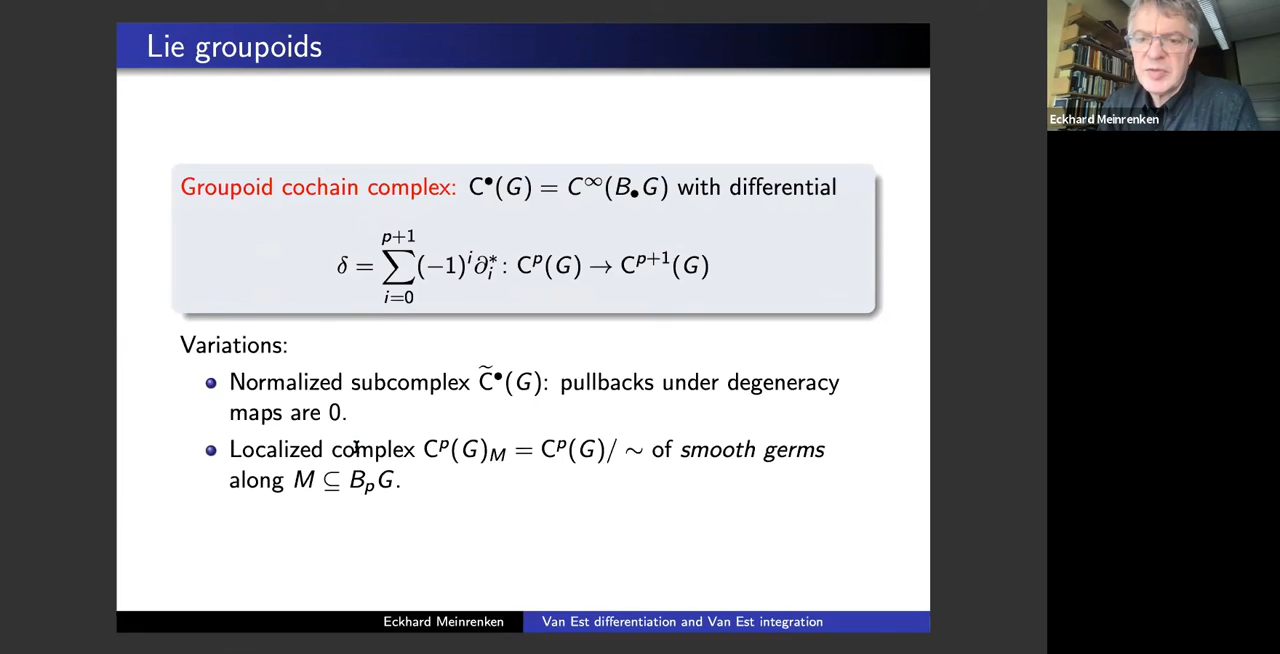 Lie groupoids
Groupoid cochain complex: C•(G) = C∞(B•G) with differential
δ = ∑_{i=0}^{p+1} (−1)^i ∂_i^* : C^p(G) → C^{p+1}(G)
Variations:
Normalized subcomplex C̃•(G): pullbacks under degeneracy
maps are 0.
Localized complex C^p(G)_M = C^p(G)/ ∼ of smooth germs
along M ⊆ B_pG.
Eckhard Meinrenken
Van Est differentiation and Van Est integration
Eckhard Meinrenken